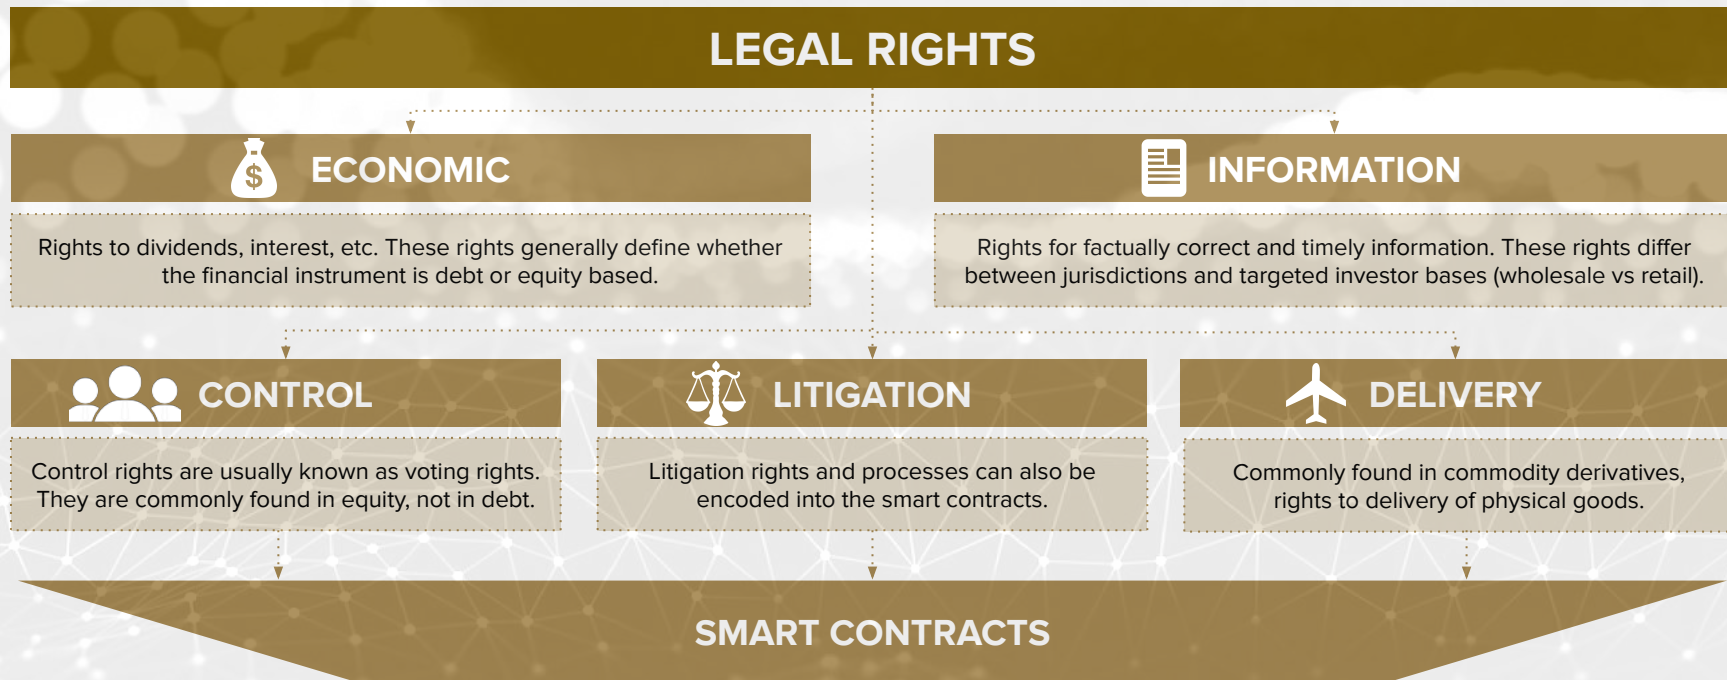 LEGAL RIGHTS
$ ECONOMIC
Rights to dividends, interest, etc. These rights generally define whether
the financial instrument is debt or equity based.
INFORMATION
Rights for factually correct and timely information. These rights differ
between jurisdictions and targeted investor bases (wholesale vs retail).
CONTROL
Control rights are usually known as voting rights.
They are commonly found in equity, not in debt.
LITIGATION
Litigation rights and processes can also be
encoded into the smart contracts.
DELIVERY
Commonly found in commodity derivatives,
rights to delivery of physical goods.
SMART CONTRACTS